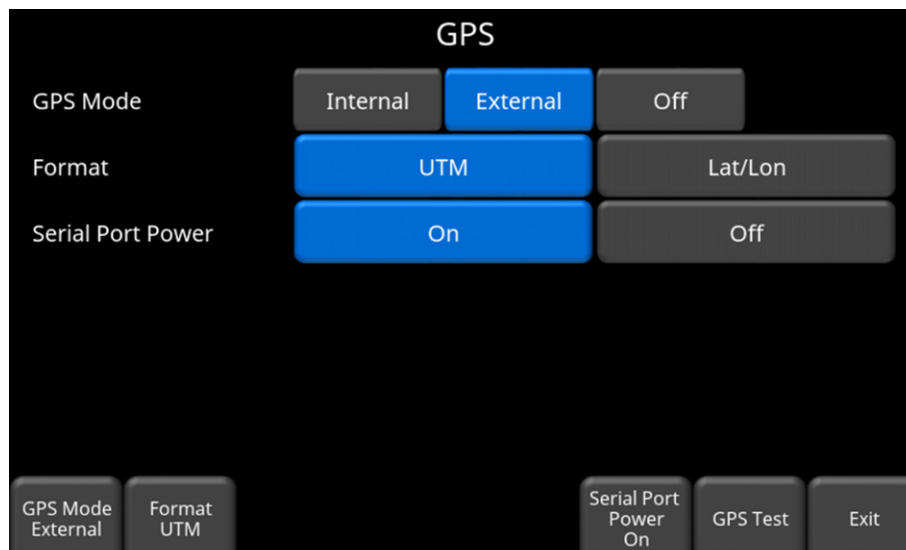 GPS
GPS Mode Internal External Off
Format UTM Lat/Lon
Serial Port Power On Off
GPS Mode
External
Format
UTM
Serial Port
Power
On
GPS Test
Exit